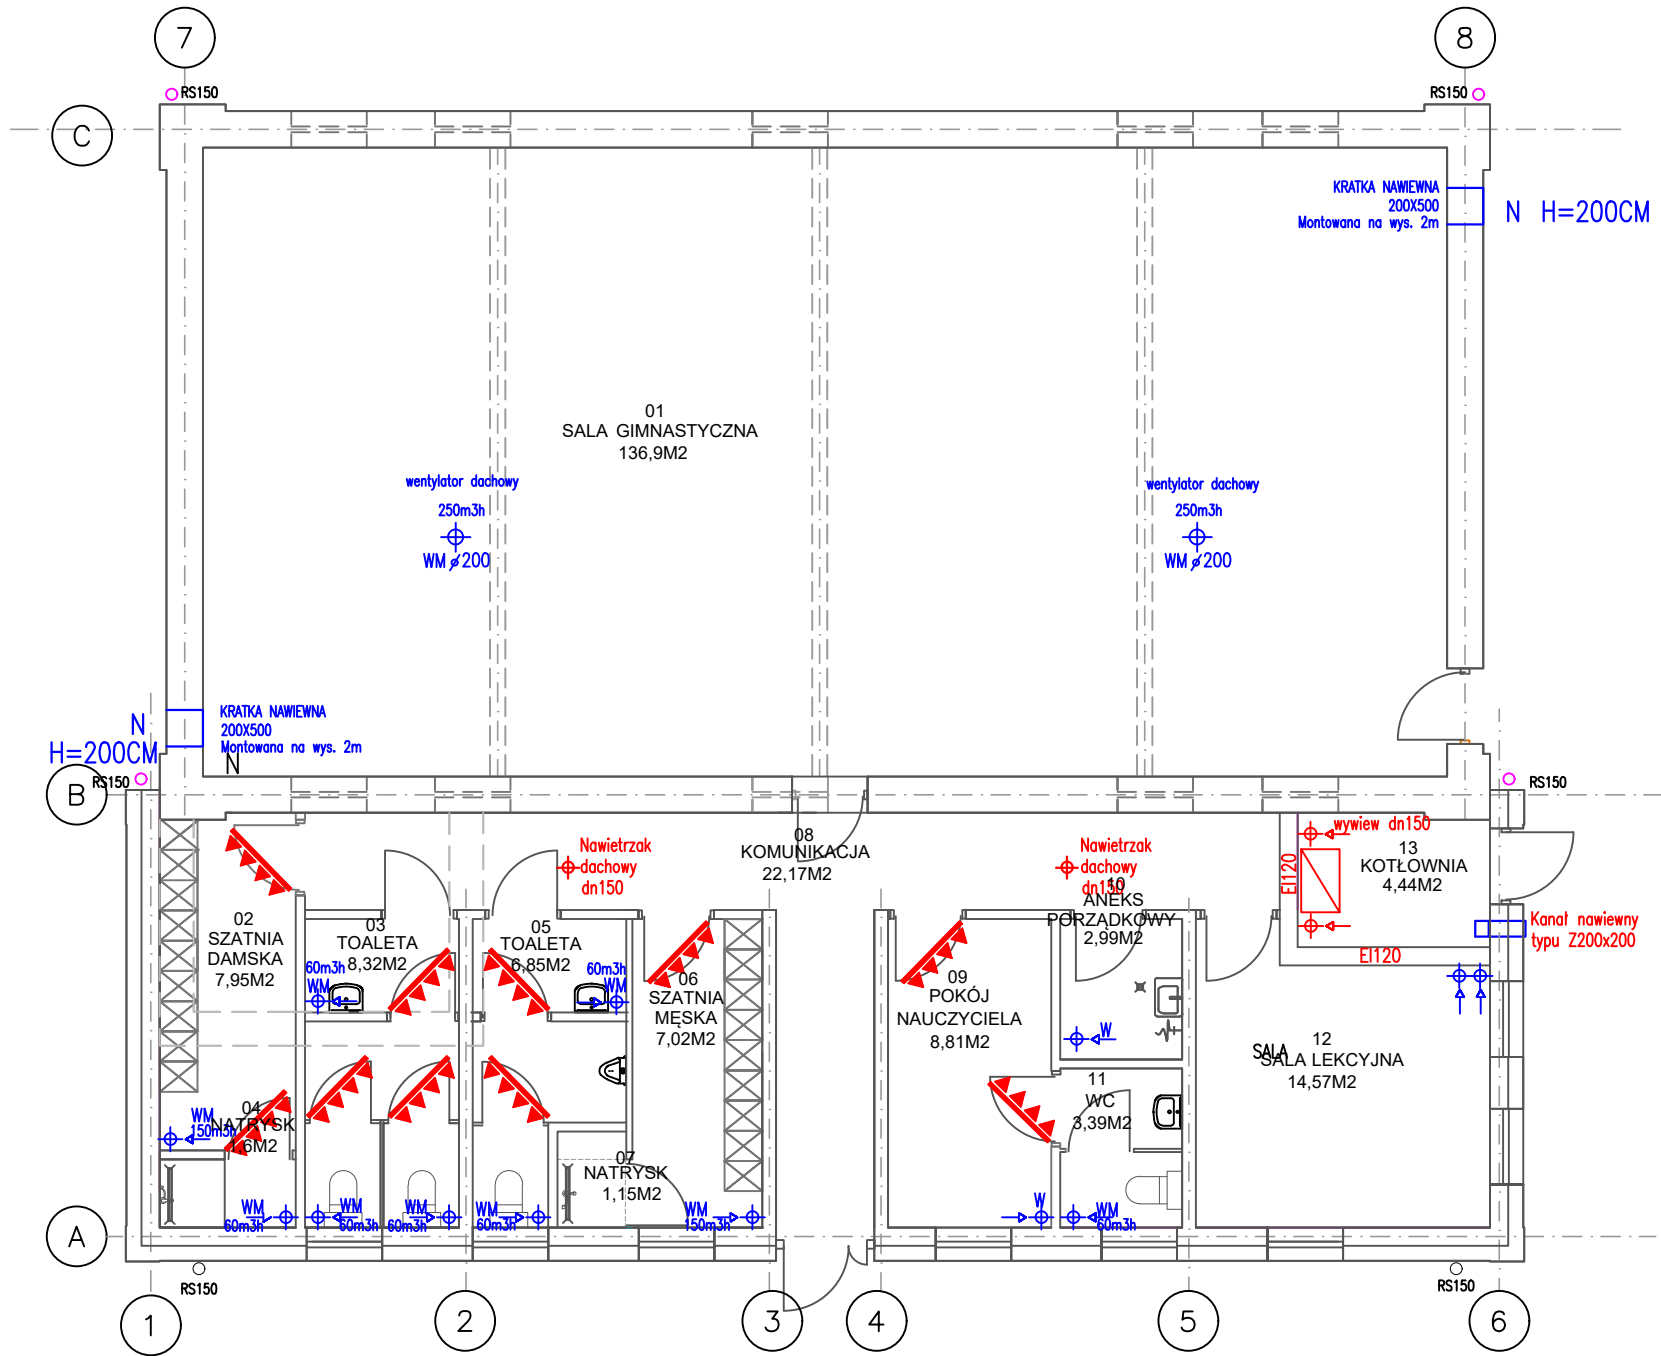 7
8
RS150
RS150
C
KRATKA NAWIEWNA
200X500
Montowana na wys. 2m
N H=200CM
01
SALA GIMNASTYCZNA
136,9M2
wentylator dachowy
250m3h
WM ⌀200
wentylator dachowy
250m3h
WM ⌀200
N
H=200CM
KRATKA NAWIEWNA
200X500
Montowana na wys. 2m
N
RS150
RS150
B
08
KOMUNIKACJA
22,17M2
Nawietrzak
dachowy
dn150
Nawietrzak
dachowy
dn150
wywiew dn150
EI120
13
KOTŁOWNIA
4,44M2
EI120
Kanał nawiewny
typu Z200x200
02
SZATNIA
DAMSKA
7,95M2
03
TOALETA
8,32M2
60m3h
WM
05
TOALETA
6,85M2
60m3h
WM
06
SZATNIA
MĘSKA
7,02M2
09
POKÓJ
NAUCZYCIELA
8,81M2
10
ANEKS
PORZĄDKOWY
2,99M2
W
11
WC
3,39M2
SALA
12
SALA LEKCYJNA
14,57M2
04
NATRYSK
WM
150m3h
07
NATRYSK
1,15M2
WM
60m3h
WM
60m3h
WM
60m3h
WM
60m3h
WM
150m3h
W
WM
60m3h
A
RS150
RS150
1
2
3
4
5
6